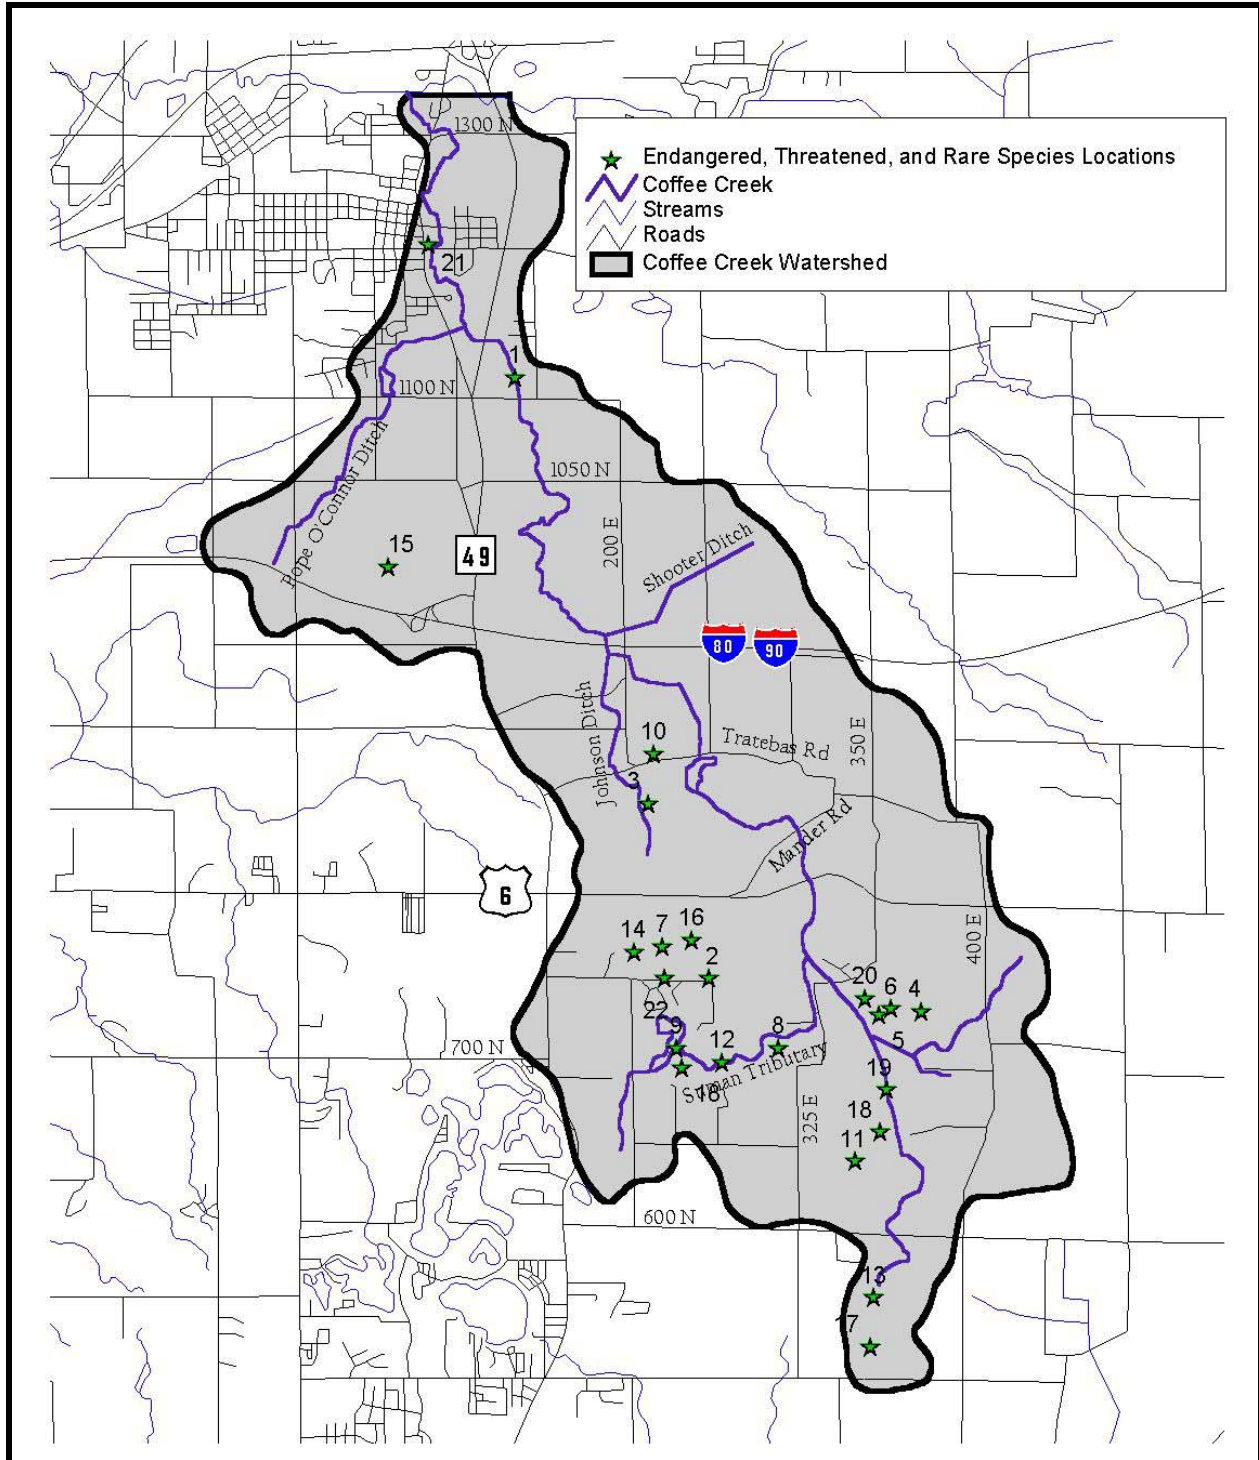 1300 N
Endangered, Threatened, and Rare Species Locations
Coffee Creek
Streams
Roads
Coffee Creek Watershed
21
1
1100 N
1050 N
Pope O'Connor Ditch
15
49
200 E
Shooter Ditch
80
90
Johnson Ditch
10
Tratebas Rd
350 E
3
Mander Rd
6
14
7
16
2
400 E
20
6
4
22
9
12
8
5
700 N
Suman Tributary
19
18
325 E
18
11
600 N
13
17